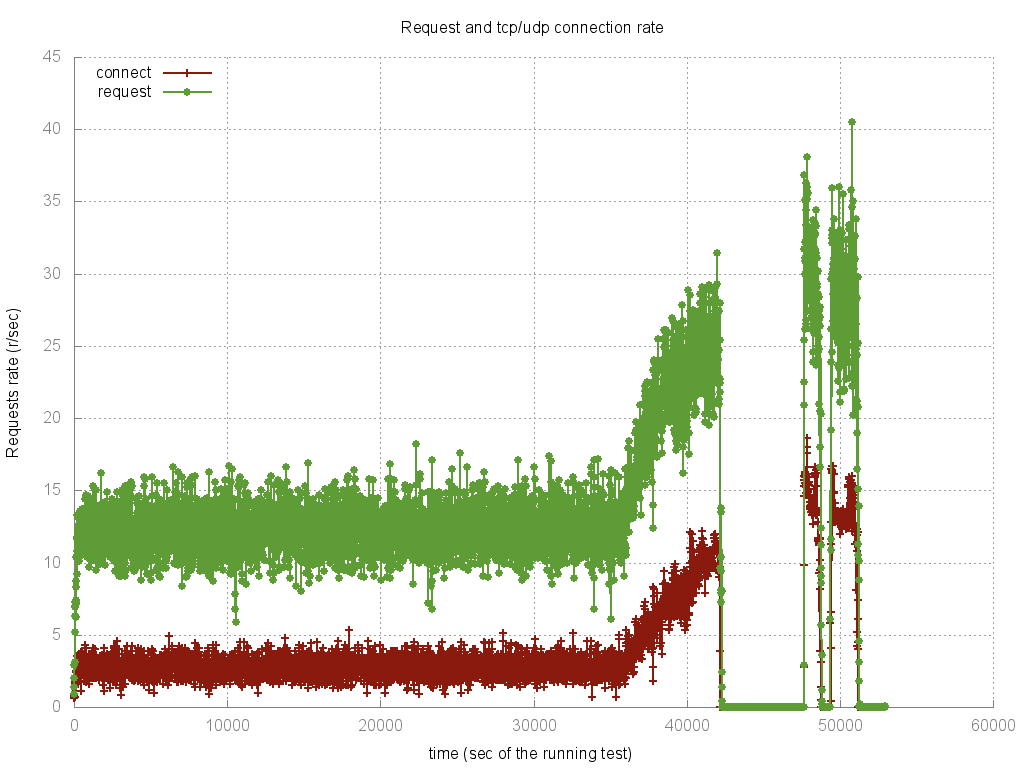 Request and tcp/udp connection rate
connect
request
45
40
35
30
25
20
15
10
5
0
Requests rate (r/sec)
0 10000 20000 30000 40000 50000 60000
time (sec of the running test)